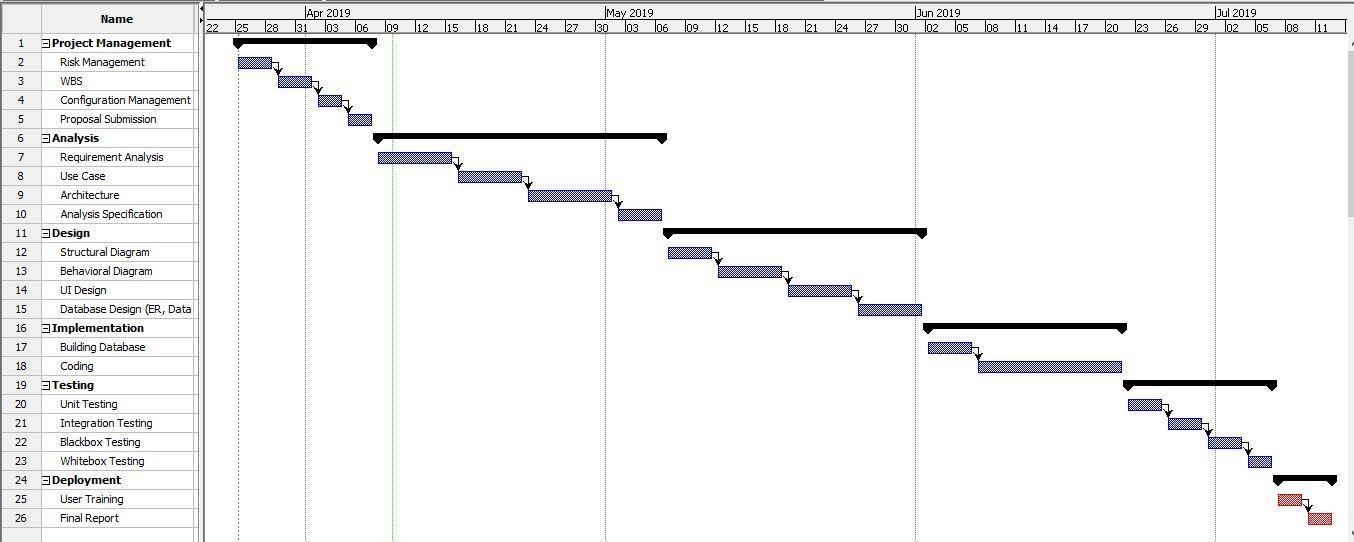 Name
Apr 2019 May 2019 Jun 2019 Jul 2019
22 25 28 31 03 06 09 12 15 18 21 24 27 30 03 06 09 12 15 18 21 24 27 30 02 05 08 11 14 17 20 23 26 29 02 05 08 11
1 Project Management
2 Risk Management
3 WBS
4 Configuration Management
5 Proposal Submission
6 Analysis
7 Requirement Analysis
8 Use Case
9 Architecture
10 Analysis Specification
11 Design
12 Structural Diagram
13 Behavioral Diagram
14 UI Design
15 Database Design (ER, Data
16 Implementation
17 Building Database
18 Coding
19 Testing
20 Unit Testing
21 Integration Testing
22 Blackbox Testing
23 Whitebox Testing
24 Deployment
25 User Training
26 Final Report